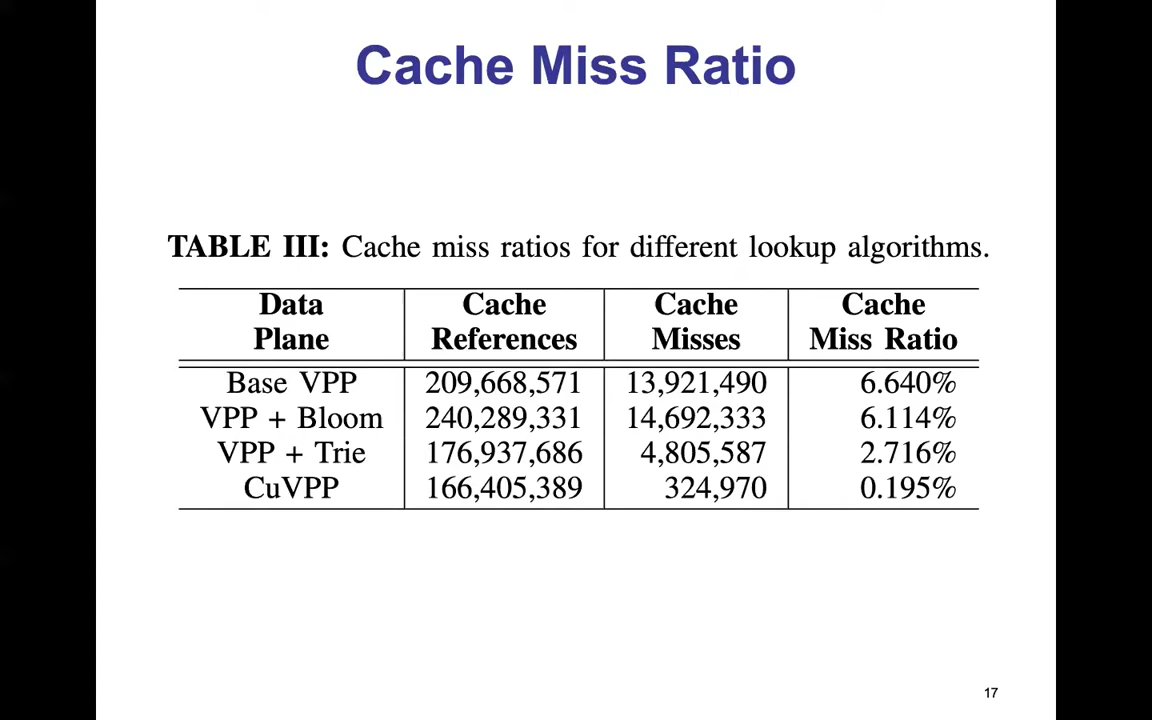 Cache Miss Ratio
TABLE III: Cache miss ratios for different lookup algorithms.
Data Cache Cache Cache
Plane References Misses Miss Ratio
Base VPP 209,668,571 13,921,490 6.640%
VPP + Bloom 240,289,331 14,692,333 6.114%
VPP + Trie 176,937,686 4,805,587 2.716%
CuVPP 166,405,389 324,970 0.195%
17